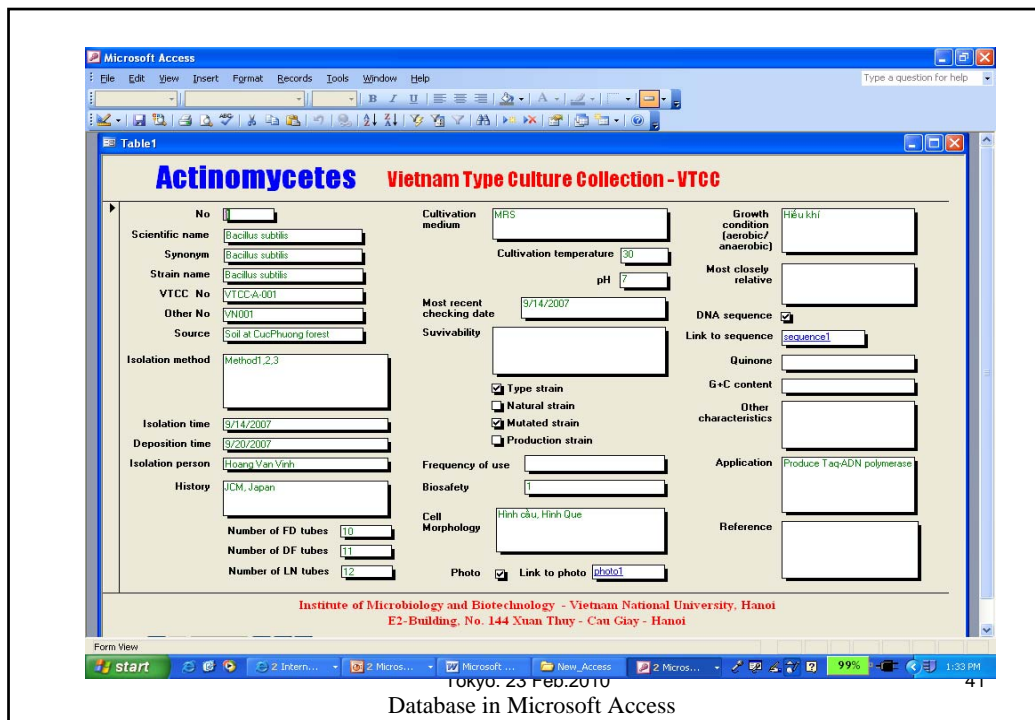 Microsoft Access
File Edit View Insert Format Records Tools Window Help
Type a question for help
B I U A
Table1
Actinomycetes Vietnam Type Culture Collection - VTCC
No
Scientific name Bacillus subtilis
Synonym Bacillus subtilis
Strain name Bacillus subtilis
VTCC No VTCC-A-001
Other No VN001
Source Soil at CucPhuong forest
Isolation method Method1,2,3
Isolation time 9/14/2007
Deposition time 9/20/2007
Isolation person Hoang Van Vinh
History JCM, Japan
Number of FD tubes 10
Number of DF tubes 11
Number of LN tubes 12
Cultivation
medium MRS
Cultivation temperature 30
pH 7
Most recent
checking date 9/14/2007
Suvivability
Type strain
Natural strain
Mutated strain
Production strain
Frequency of use
Biosafety 1
Cell
Morphology Hình cầu, Hình Que
Photo Link to photo photo1
Growth
condition
(aerobic/
anaerobic) Hiếu khí
Most closely
relative
DNA sequence
Link to sequence sequence1
Quinone
G+C content
Other
characteristics
Application Produce Taq-ADN polymerase
Reference
Institute of Microbiology and Biotechnology - Vietnam National University, Hanoi
E2-Building, No. 144 Xuan Thuy - Cau Giay - Hanoi
Form View
start 2 Intern... 2 Micros... Microsoft ... New_Access 2 Micros... 99% 1:33 PM
Tokyo. 23 Feb.2010 41
Database in Microsoft Access